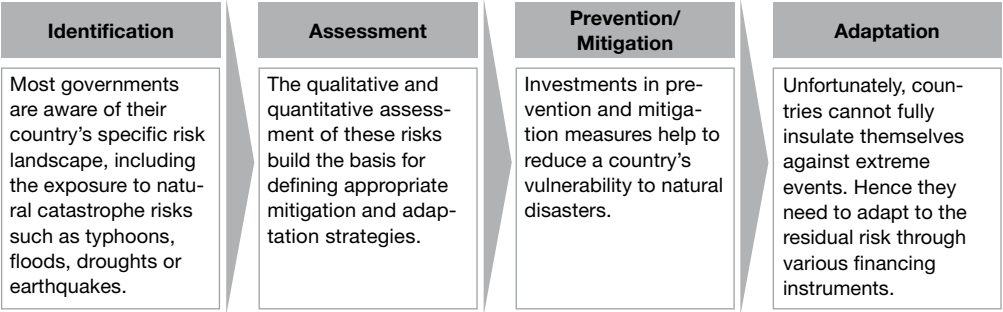 Identification
Most governments
are aware of their
country’s specific risk
landscape, including
the exposure to natu-
ral catastrophe risks
such as typhoons,
floods, droughts or
earthquakes.
Assessment
The qualitative and
quantitative assess-
ment of these risks
build the basis for
defining appropriate
mitigation and adap-
tation strategies.
Prevention/
Mitigation
Investments in pre-
vention and mitiga-
tion measures help to
reduce a country’s
vulnerability to natural
disasters.
Adaptation
Unfortunately, coun-
tries cannot fully
insulate themselves
against extreme
events. Hence they
need to adapt to the
residual risk through
various financing
instruments.